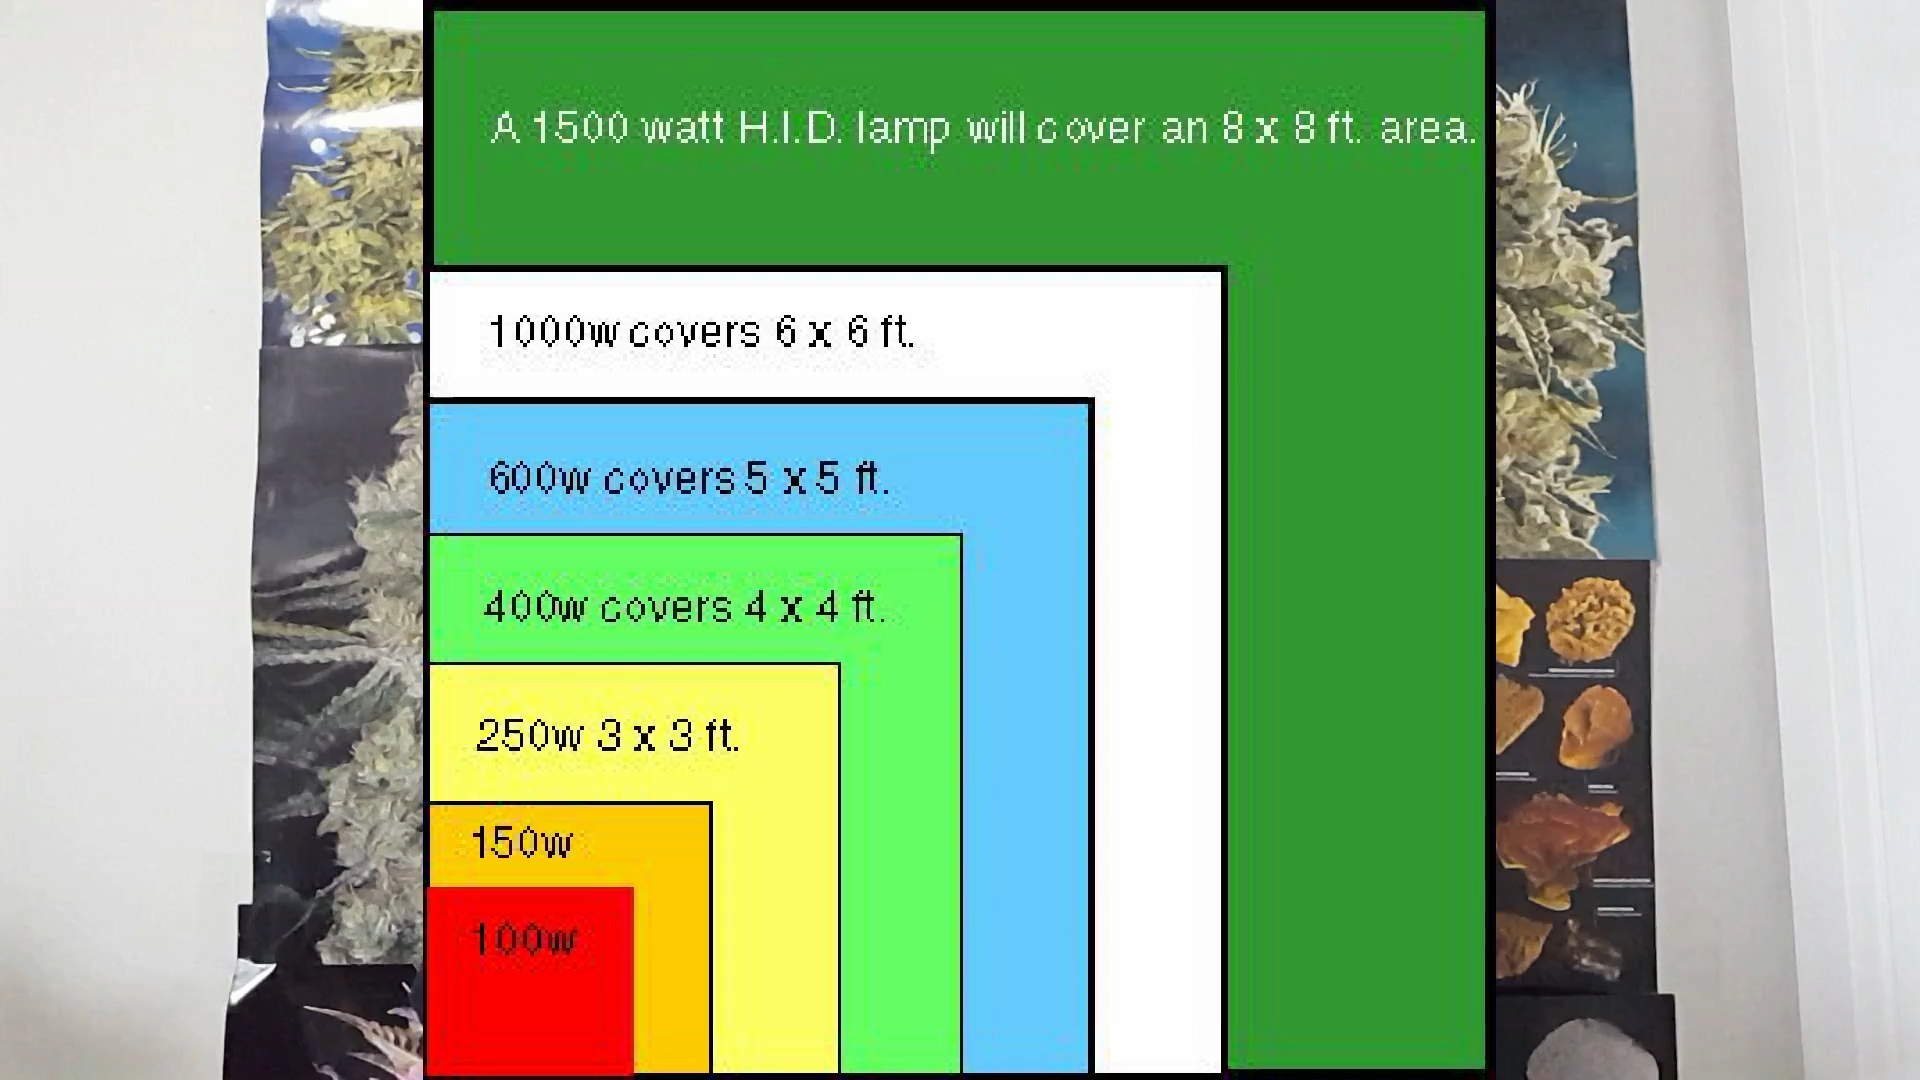 A 1500 watt H.I.D. lamp will cover an 8 x 8 ft. area.
1000w covers 6 x 6 ft.
600w covers 5 x 5 ft.
400w covers 4 x 4 ft.
250w 3 x 3 ft.
150w
100w